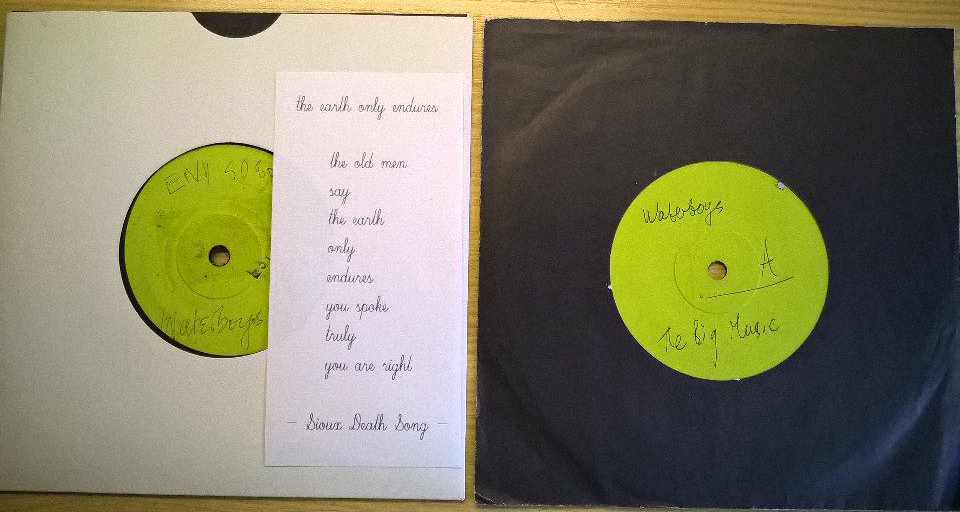 ENY
Waterboys
the earth only endures
the old men
say
the earth
only
endures
you spoke
truly
you are right
— Sioux Death Song —
Waterboys
A
The Big Music